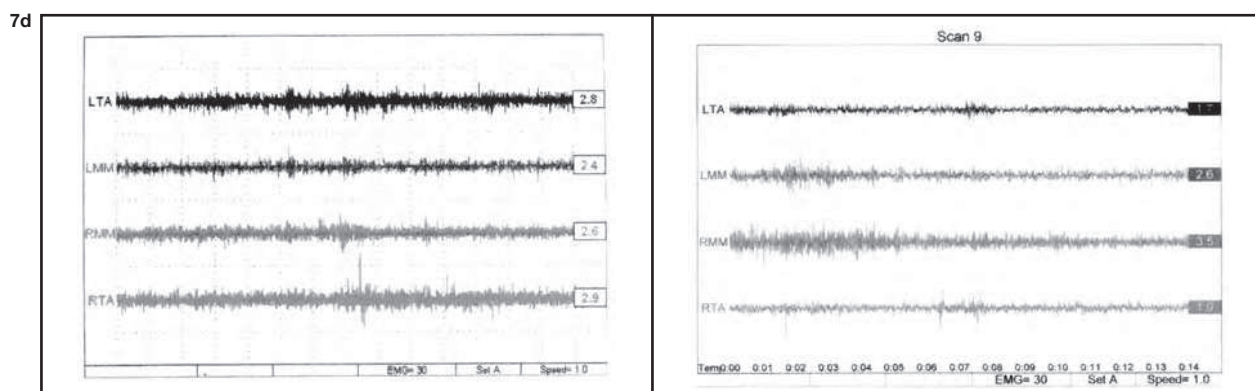 7d
LTA 2.8
LMM 2.4
RMM 2.6
RTA 2.9
EMG= 30 Set A Speed= 1.0
Scan 9
LTA 1.7
LMM 2.6
RMM 3.5
RTA
Temp 0:00 0:01 0:02 0:03 0:04 0:05 0:06 0:07 0:08 0:09 0:10 0:11 0:12 0:13 0:14
EMG= 30 Set A Speed= 1.0